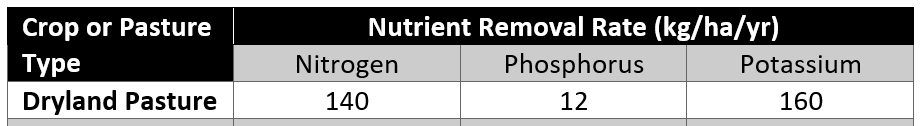 Crop or Pasture Type Nutrient Removal Rate (kg/ha/yr)
Nitrogen Phosphorus Potassium
Dryland Pasture 140 12 160